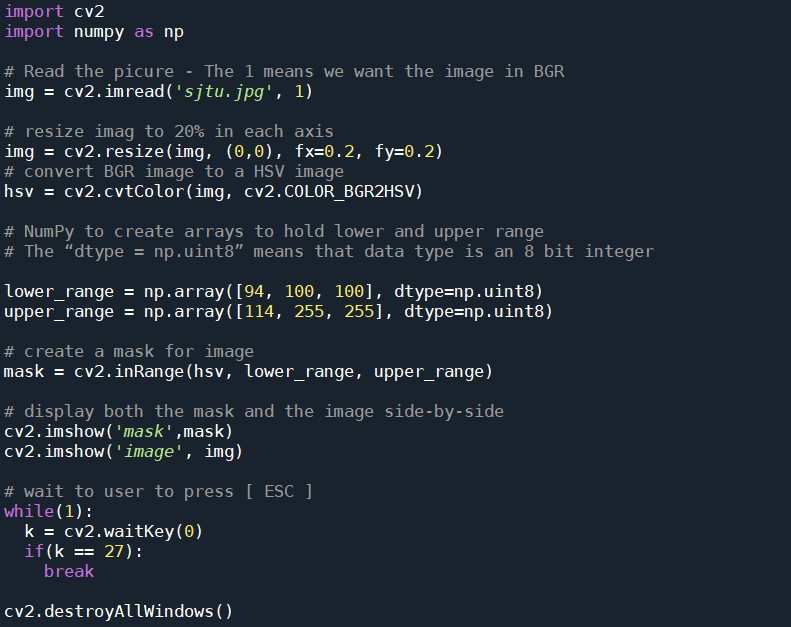 import cv2
import numpy as np
# Read the picure - The 1 means we want the image in BGR
img = cv2.imread('sjtu.jpg', 1)
# resize imag to 20% in each axis
img = cv2.resize(img, (0,0), fx=0.2, fy=0.2)
# convert BGR image to a HSV image
hsv = cv2.cvtColor(img, cv2.COLOR_BGR2HSV)
# NumPy to create arrays to hold lower and upper range
# The “dtype = np.uint8” means that data type is an 8 bit integer
lower_range = np.array([94, 100, 100], dtype=np.uint8)
upper_range = np.array([114, 255, 255], dtype=np.uint8)
# create a mask for image
mask = cv2.inRange(hsv, lower_range, upper_range)
# display both the mask and the image side-by-side
cv2.imshow('mask',mask)
cv2.imshow('image', img)
# wait to user to press [ ESC ]
while(1):
  k = cv2.waitKey(0)
  if(k == 27):
    break
cv2.destroyAllWindows()